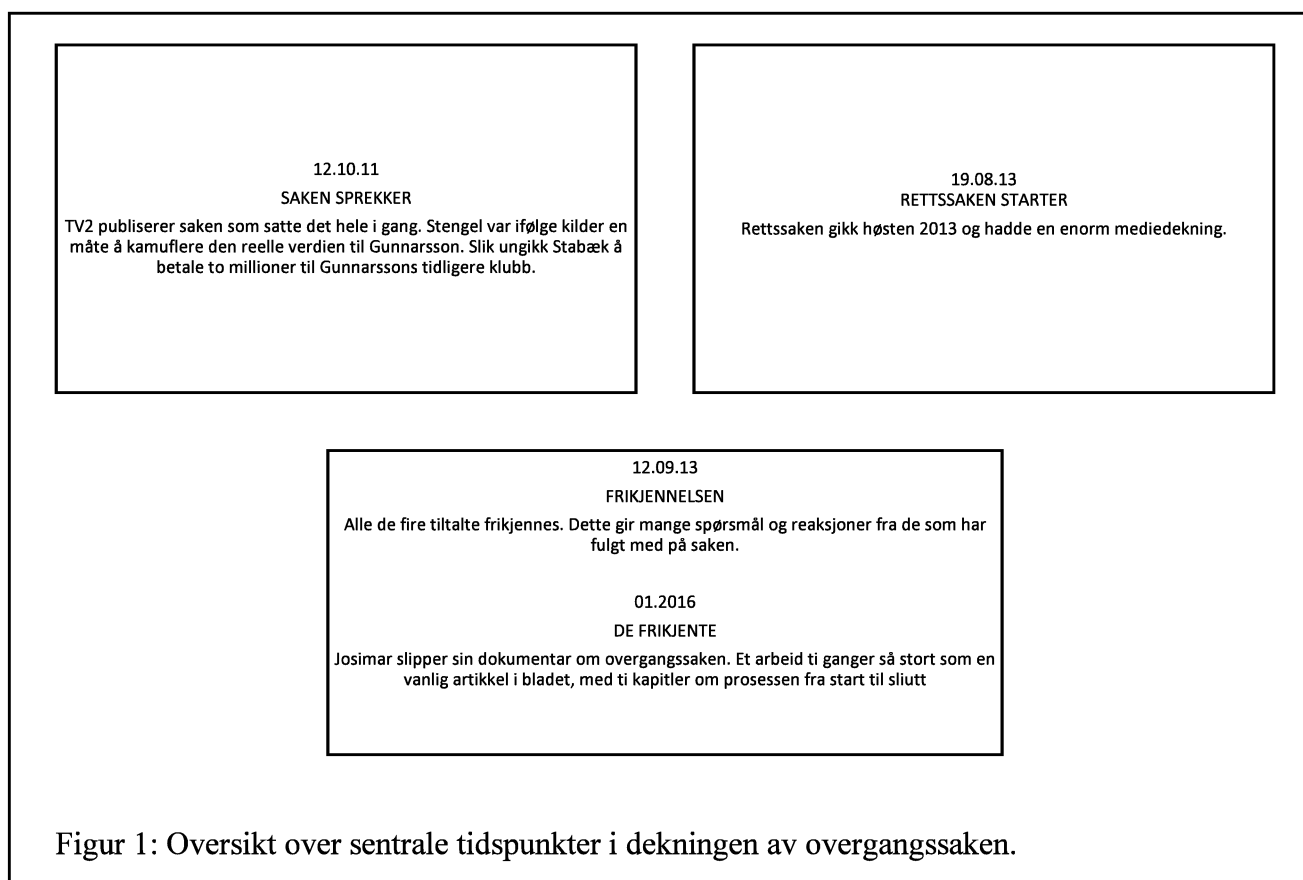 12.10.11
SAKEN SPREKKER
TV2 publiserer saken som satte det hele i gang. Stengel var ifølge kilder en
måte å kamuflere den reelle verdien til Gunnarsson. Slik ungikk Stabæk å
betale to millioner til Gunnarssons tidligere klubb.
19.08.13
RETTSSAKEN STARTER
Rettssaken gikk høsten 2013 og hadde en enorm mediedekning.
12.09.13
FRIKJENNELSEN
Alle de fire tiltalte frikjennes. Dette gir mange spørsmål og reaksjoner fra de som har
fulgt med på saken.
01.2016
DE FRIKJENTE
Josimar slipper sin dokumentar om overgangssaken. Et arbeid ti ganger så stort som en
vanlig artikkel i bladet, med ti kapitler om prosessen fra start til sliutt
Figur 1: Oversikt over sentrale tidspunkter i dekningen av overgangssaken.